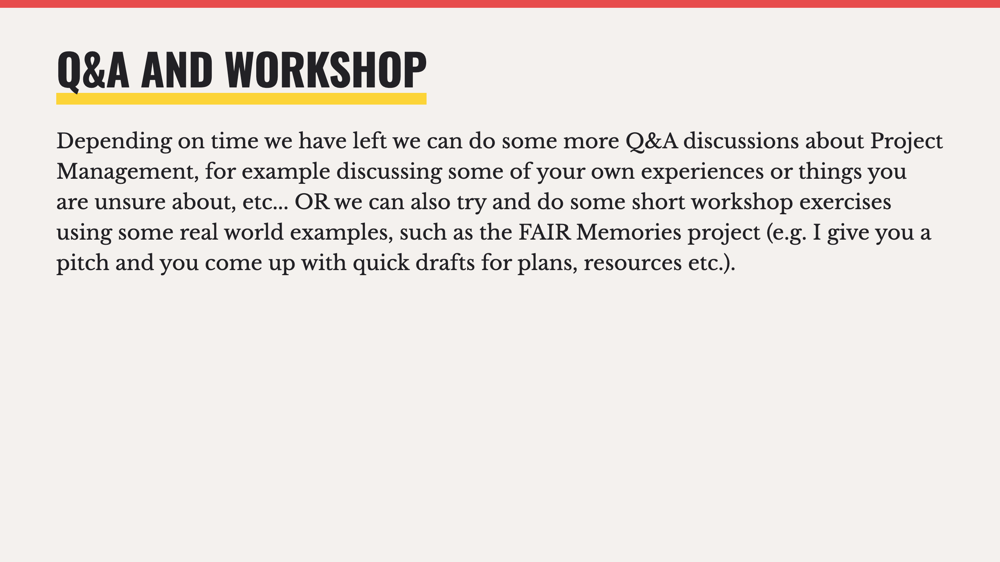 Q&A AND WORKSHOP
Depending on time we have left we can do some more Q&A discussions about Project
Management, for example discussing some of your own experiences or things you
are unsure about, etc... OR we can also try and do some short workshop exercises
using some real world examples, such as the FAIR Memories project (e.g. I give you a
pitch and you come up with quick drafts for plans, resources etc.).